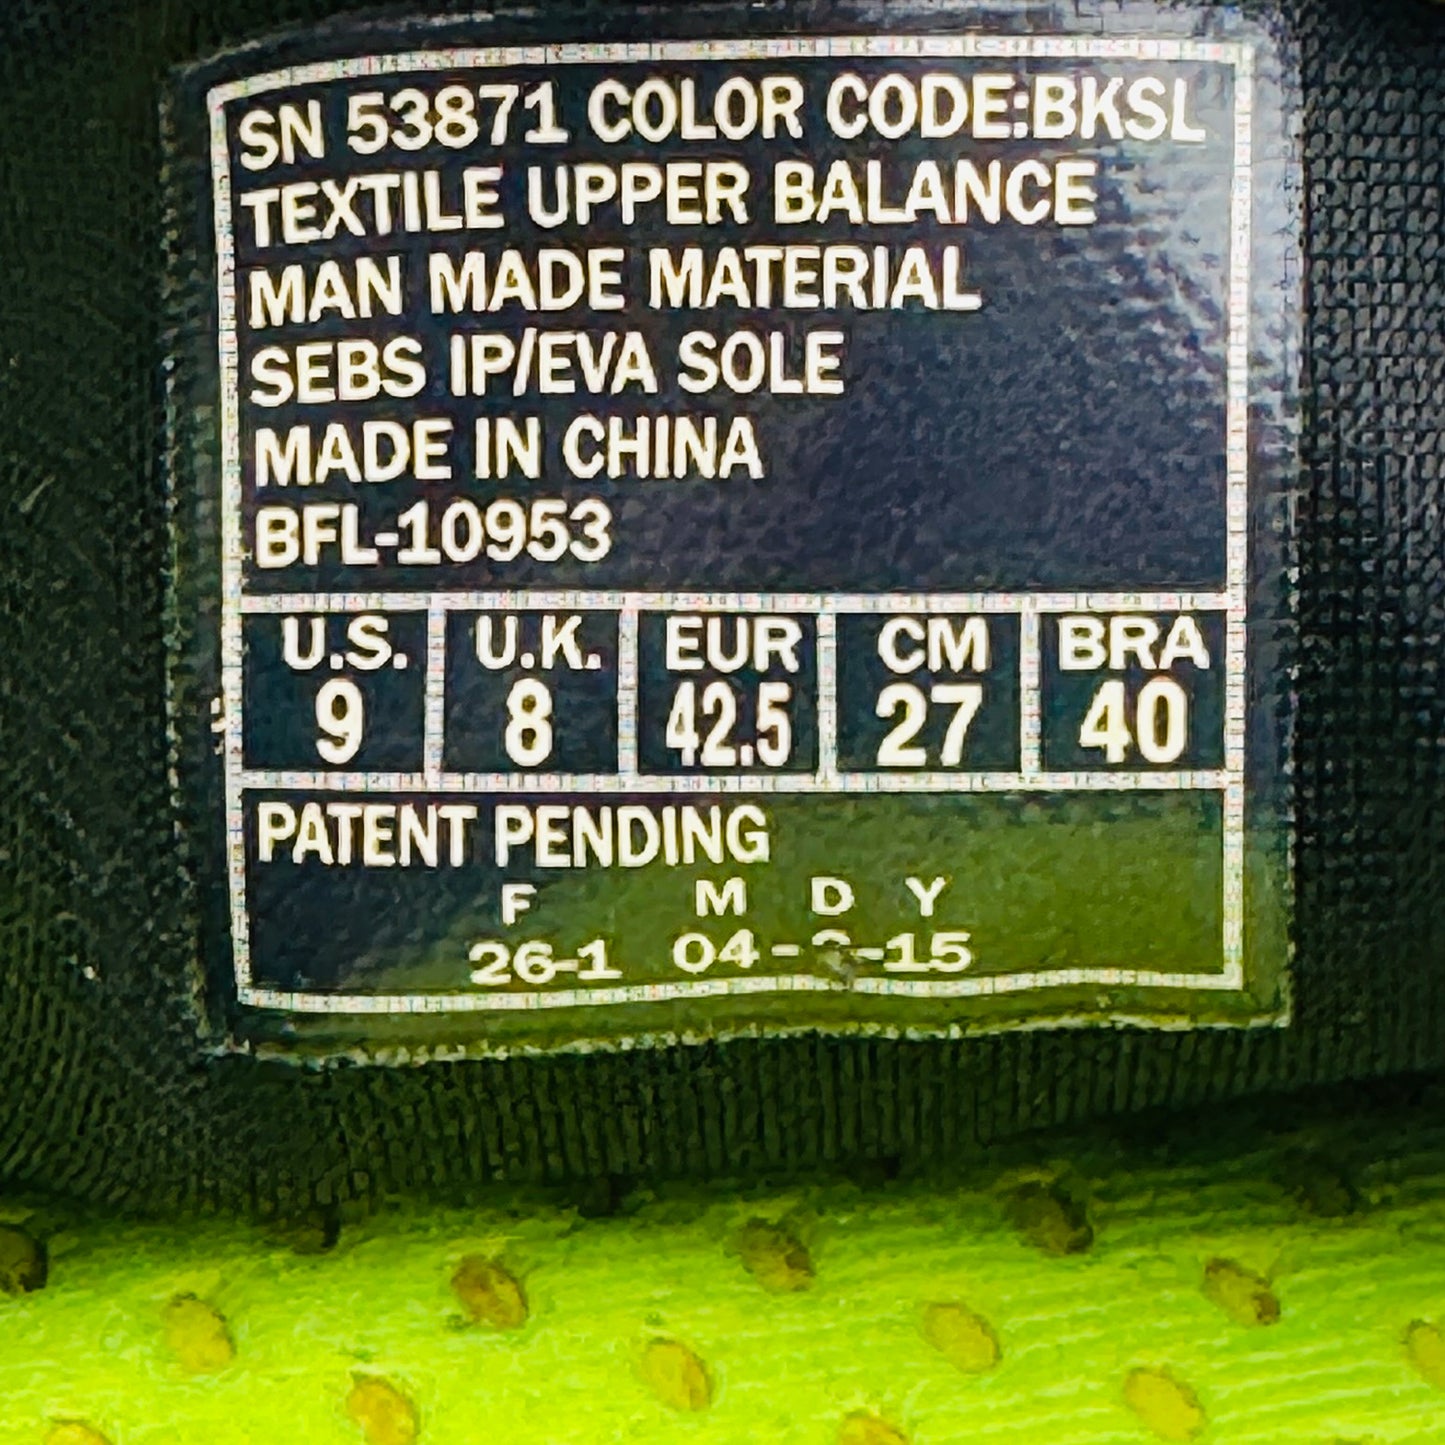 SN 53871 COLOR CODE:BKSL
TEXTILE UPPER BALANCE
MAN MADE MATERIAL
SEBS IP/EVA SOLE
MADE IN CHINA
BFL-10953
U.S. U.K. EUR CM BRA
9 8 42.5 27 40
PATENT PENDING
F M D Y
26-1 04- -15